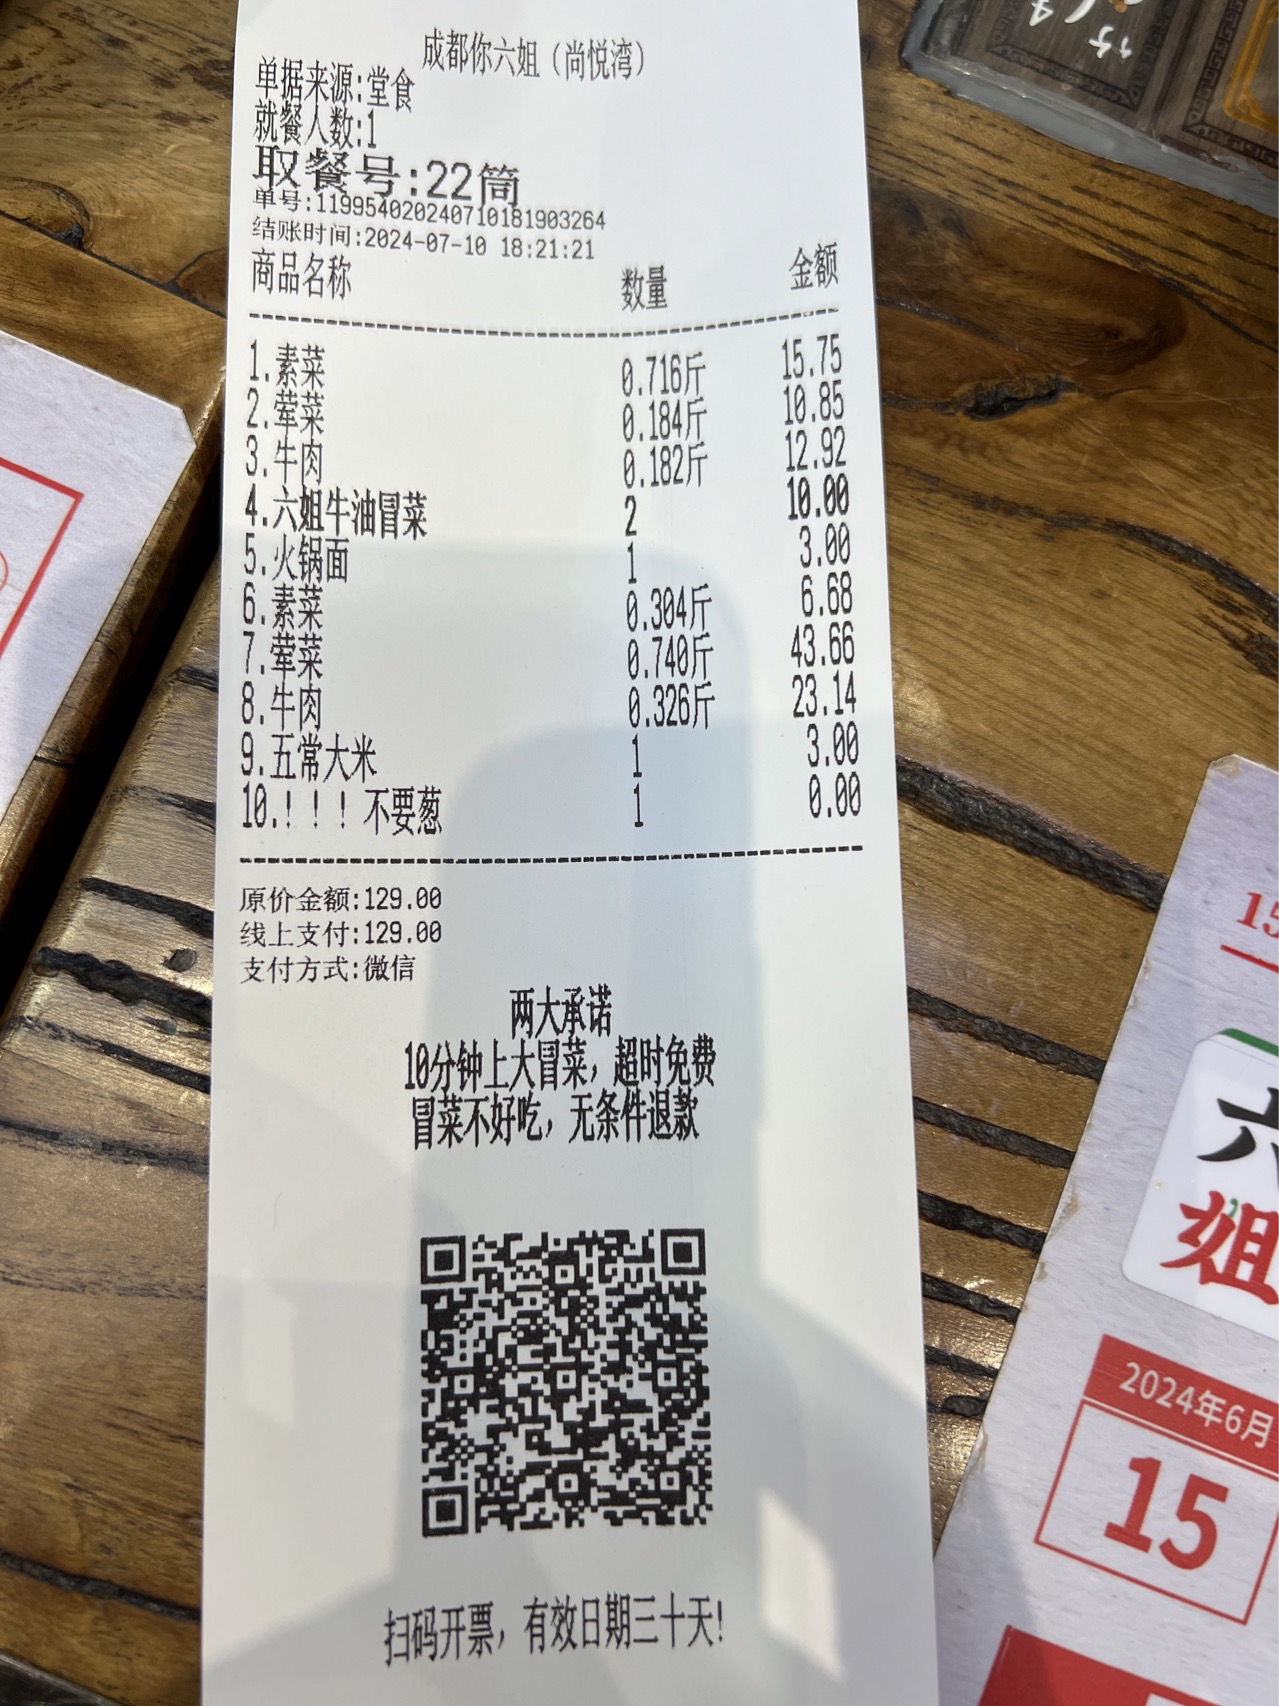 成都你六姐（尚悦湾）
单据来源:堂食
就餐人数:1
取餐号:22筒
单号:119954020240710181903264
结账时间:2024-07-10 18:21:21
商品名称 数量 金额
1.素菜 0.716斤 15.75
2.荤菜 0.184斤 10.85
3.牛肉 0.182斤 12.92
4.六姐牛油冒菜 2 10.00
5.火锅面 1 3.00
6.素菜 0.304斤 6.68
7.荤菜 0.740斤 43.66
8.牛肉 0.326斤 23.14
9.五常大米 1 3.00
10.！！！不要葱 1 0.00
原价金额:129.00
线上支付:129.00
支付方式:微信
两大承诺
10分钟上大冒菜，超时免费
冒菜不好吃，无条件退款
扫码开票，有效日期三十天!
15
六
姐
2024年6月
15